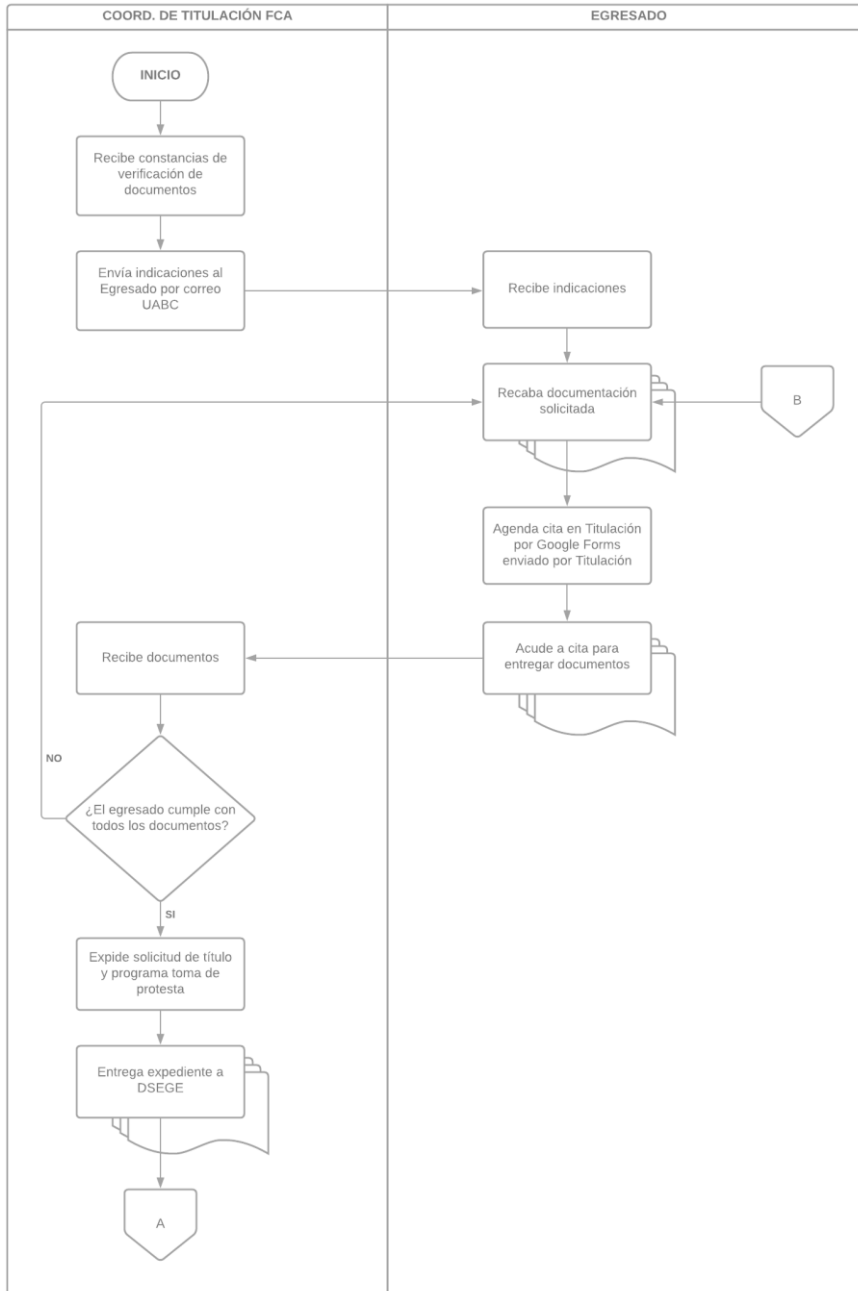 COORD. DE TITULACIÓN FCA
EGRESADO
INICIO
Recibe constancias de
verificación de
documentos
Envía indicaciones al
Egresado por correo
UABC
Recibe indicaciones
Recaba documentación
solicitada
B
Agenda cita en Titulación
por Google Forms
enviado por Titulación
Acude a cita para
entregar documentos
Recibe documentos
NO
¿El egresado cumple con
todos los documentos?
SI
Expide solicitud de título
y programa toma de
protesta
Entrega expediente a
DSEGE
A